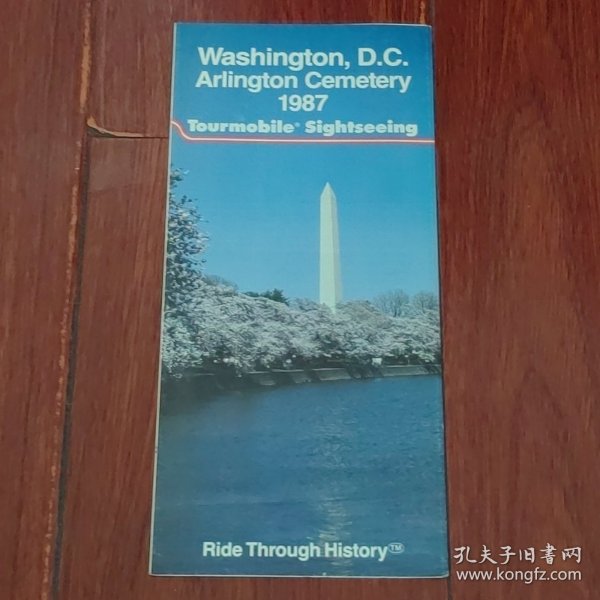 Washington, D.C.
Arlington Cemetery
1987
Tourmobile® Sightseeing
Ride Through History™
孔夫子旧书网
www.kongfz.com